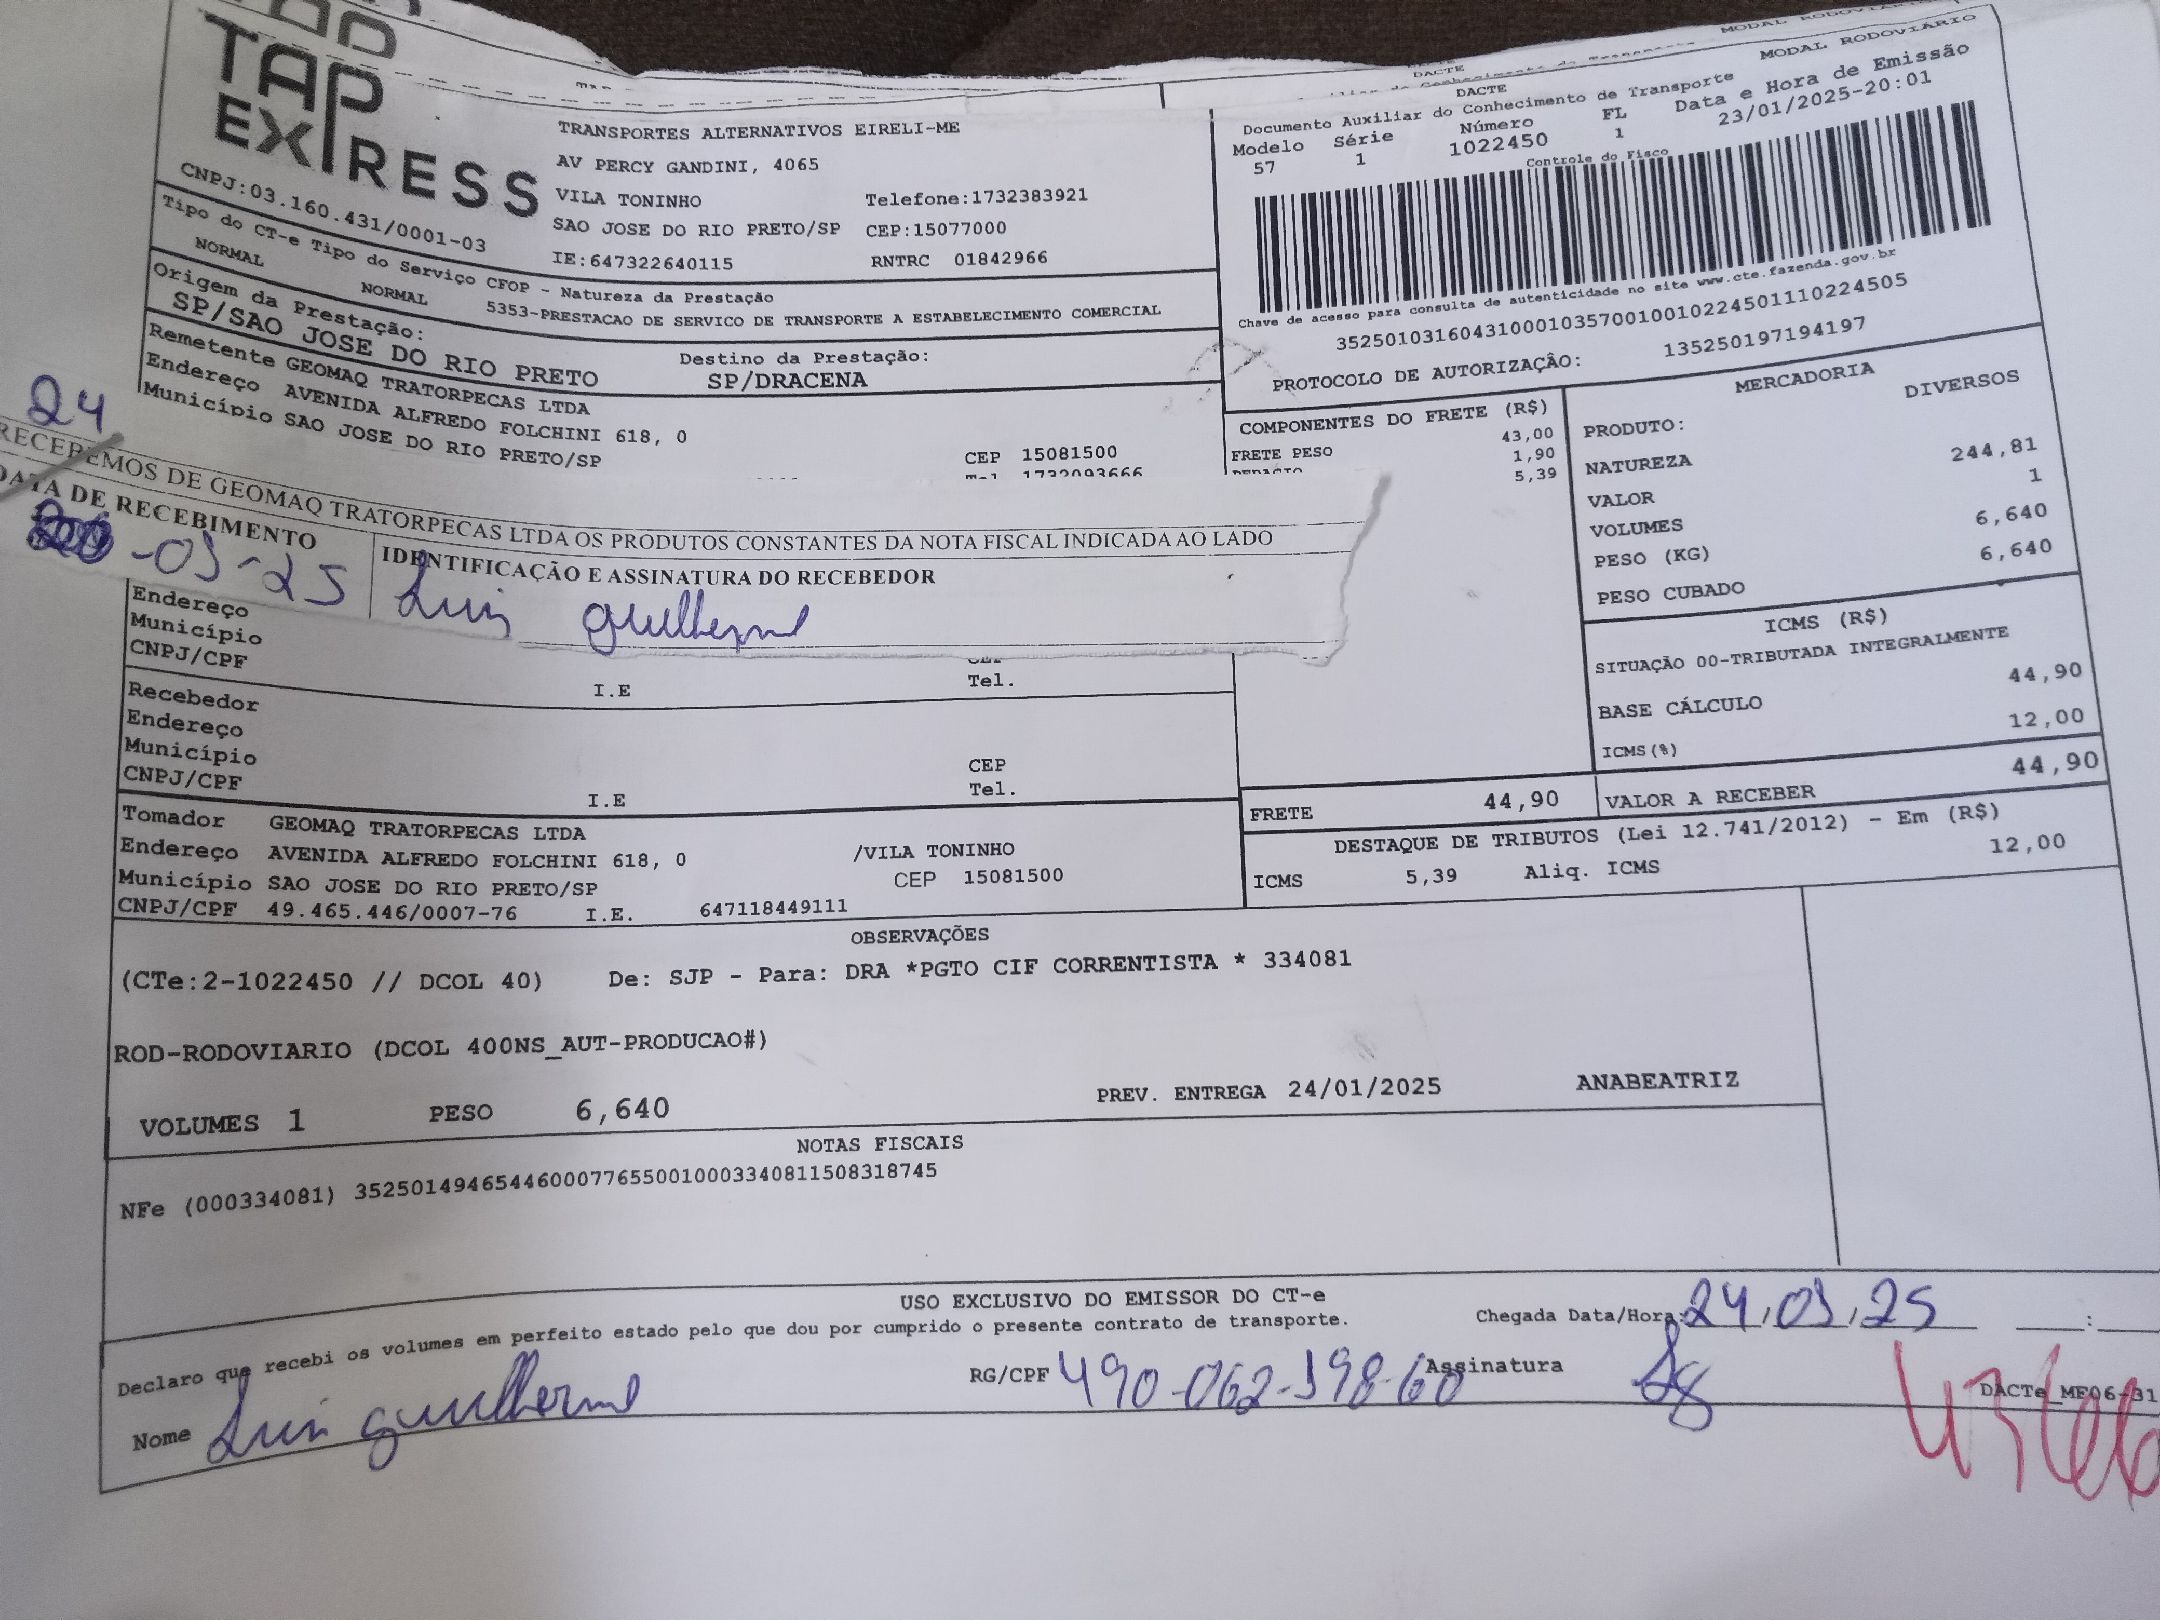 TAP
EXPRESS
CNPJ:03.160.431/0001-03
TRANSPORTES ALTERNATIVOS EIRELI-ME
AV PERCY GANDINI, 4065
VILA TONINHO Telefone:1732383921
SAO JOSE DO RIO PRETO/SP CEP:15077000
IE:647322640115 RNTRC 01842966
MODAL RODOVIÁRIO
DACTE
Documento Auxiliar do Conhecimento de Transporte
Modelo Série Número FL Data e Hora de Emissão
57 1 1022450 1 23/01/2025-20:01
Controle do Fisco
Chave de acesso para consulta de autenticidade no site www.cte.fazenda.gov.br
35250103160431000103570010010224501110224505
PROTOCOLO DE AUTORIZAÇÃO: 135250197194197
Tipo do CT-e Tipo do Serviço CFOP - Natureza da Prestação
NORMAL NORMAL 5353-PRESTACAO DE SERVICO DE TRANSPORTE A ESTABELECIMENTO COMERCIAL
Origem da Prestação: Destino da Prestação:
SP/SAO JOSE DO RIO PRETO SP/DRACENA
Remetente GEOMAQ TRATORPECAS LTDA
Endereço AVENIDA ALFREDO FOLCHINI 618, 0
Município SAO JOSE DO RIO PRETO/SP CEP 15081500
Tel 1732093666
COMPONENTES DO FRETE (R$)
FRETE PESO 43,00
1,90
5,39
MERCADORIA
PRODUTO: DIVERSOS
NATUREZA
VALOR 244,81
VOLUMES 1
PESO (KG) 6,640
PESO CUBADO 6,640
ICMS (R$)
SITUAÇÃO 00-TRIBUTADA INTEGRALMENTE
BASE CÁLCULO 44,90
ICMS(%) 12,00
24
RECEBEMOS DE GEOMAQ TRATORPECAS LTDA OS PRODUTOS CONSTANTES DA NOTA FISCAL INDICADA AO LADO
DATA DE RECEBIMENTO IDENTIFICAÇÃO E ASSINATURA DO RECEBEDOR
-01-25 Luis guilherme
Endereço
Município
CNPJ/CPF I.E Tel.
Recebedor
Endereço
Município CEP
CNPJ/CPF I.E Tel.
FRETE 44,90 VALOR A RECEBER 44,90
DESTAQUE DE TRIBUTOS (Lei 12.741/2012) - Em (R$)
ICMS 5,39 Aliq. ICMS 12,00
Tomador GEOMAQ TRATORPECAS LTDA
Endereço AVENIDA ALFREDO FOLCHINI 618, 0 /VILA TONINHO
Município SAO JOSE DO RIO PRETO/SP CEP 15081500
CNPJ/CPF 49.465.446/0007-76 I.E. 647118449111
OBSERVAÇÕES
(CTe:2-1022450 // DCOL 40) De: SJP - Para: DRA *PGTO CIF CORRENTISTA * 334081
ROD-RODOVIARIO (DCOL 400NS_AUT-PRODUCAO#)
VOLUMES 1 PESO 6,640 PREV. ENTREGA 24/01/2025 ANABEATRIZ
NOTAS FISCAIS
NFe (000334081) 35250149465446000776550010003340811508318745
USO EXCLUSIVO DO EMISSOR DO CT-e
Declaro que recebi os volumes em perfeito estado pelo que dou por cumprido o presente contrato de transporte. Chegada Data/Hora: 24/01/25 :
Nome Luis guilherme RG/CPF 490-062-198-60 Assinatura
DACTe_MF06-31